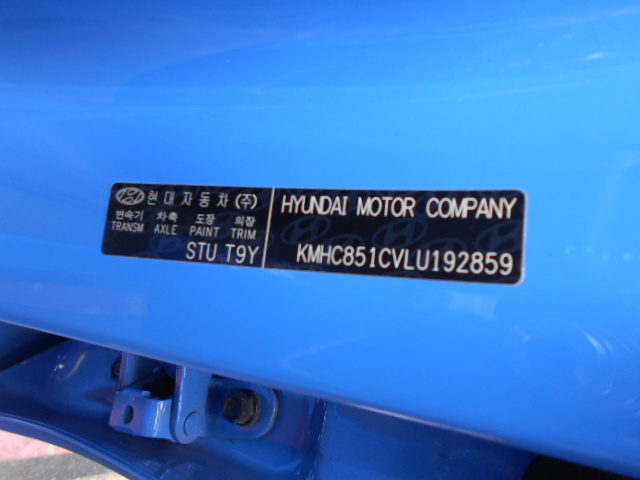 현대자동차(주)
변속기 차축 도장 의장
TRANSM AXLE PAINT TRIM
STU T9Y
HYUNDAI MOTOR COMPANY
KMHC851CVLU192859